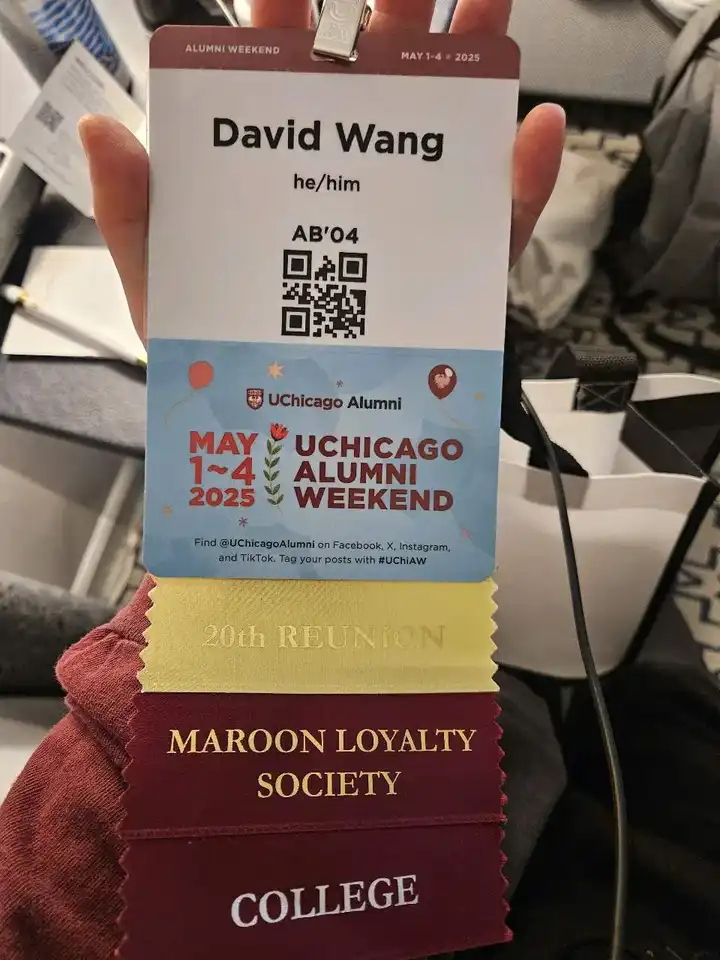 ALUMNI WEEKEND
MAY 1-4 • 2025
David Wang
he/him
AB'04
UChicago Alumni
MAY
1~4
2025
UCHICAGO
ALUMNI
WEEKEND
Find @UChicagoAlumni on Facebook, X, Instagram,
and TikTok. Tag your posts with #UChiAW
20th REUNION
MAROON LOYALTY
SOCIETY
COLLEGE